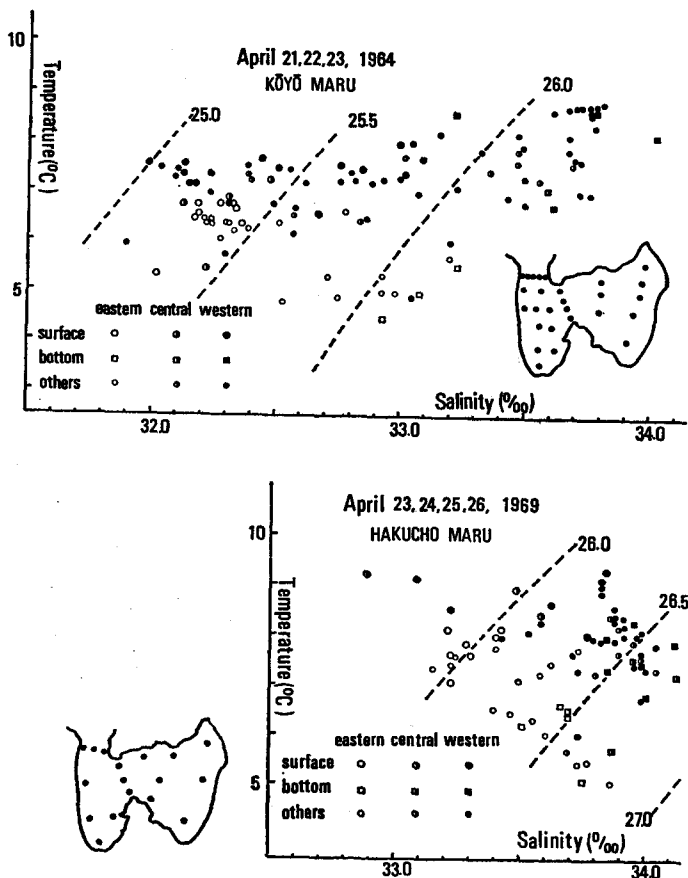 10
April 21,22,23, 1964
KŌYŌ MARU
Temperature(°C)
25.0
25.5
26.0
5
eastern central western
surface
bottom
others
Salinity (‰)
32.0 33.0 34.0
April 23,24,25,26, 1969
HAKUCHO MARU
10
Temperature(°C)
26.0
26.5
eastern central western
surface
bottom
others
5
27.0
Salinity (‰)
33.0 34.0